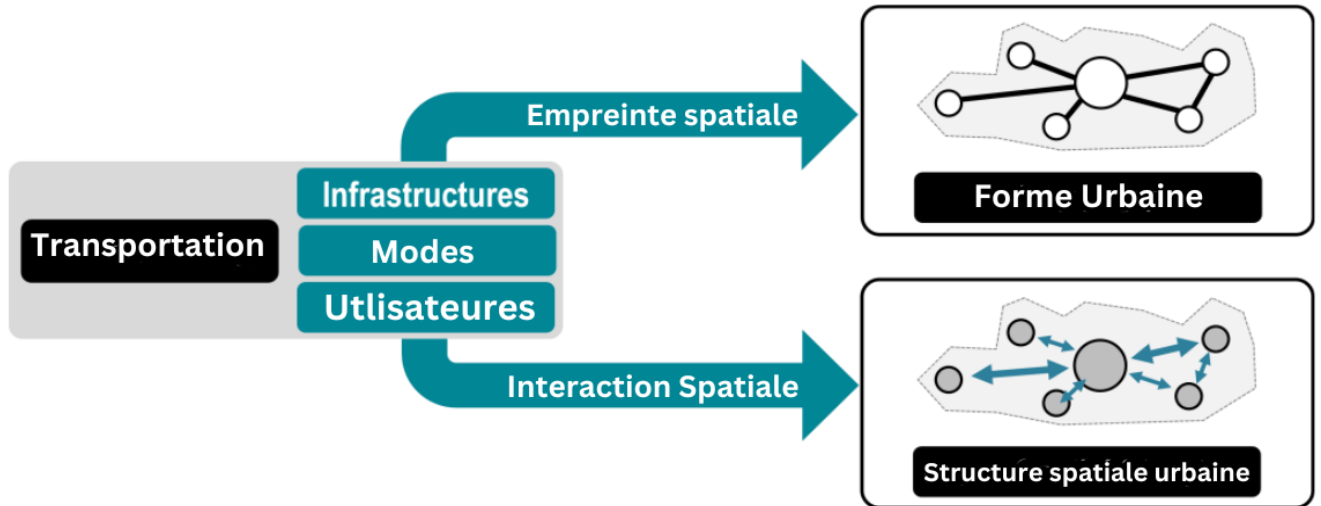 Empreinte spatiale
Forme Urbaine
Transportation
Infrastructures
Modes
Utlisateures
Interaction Spatiale
Structure spatiale urbaine